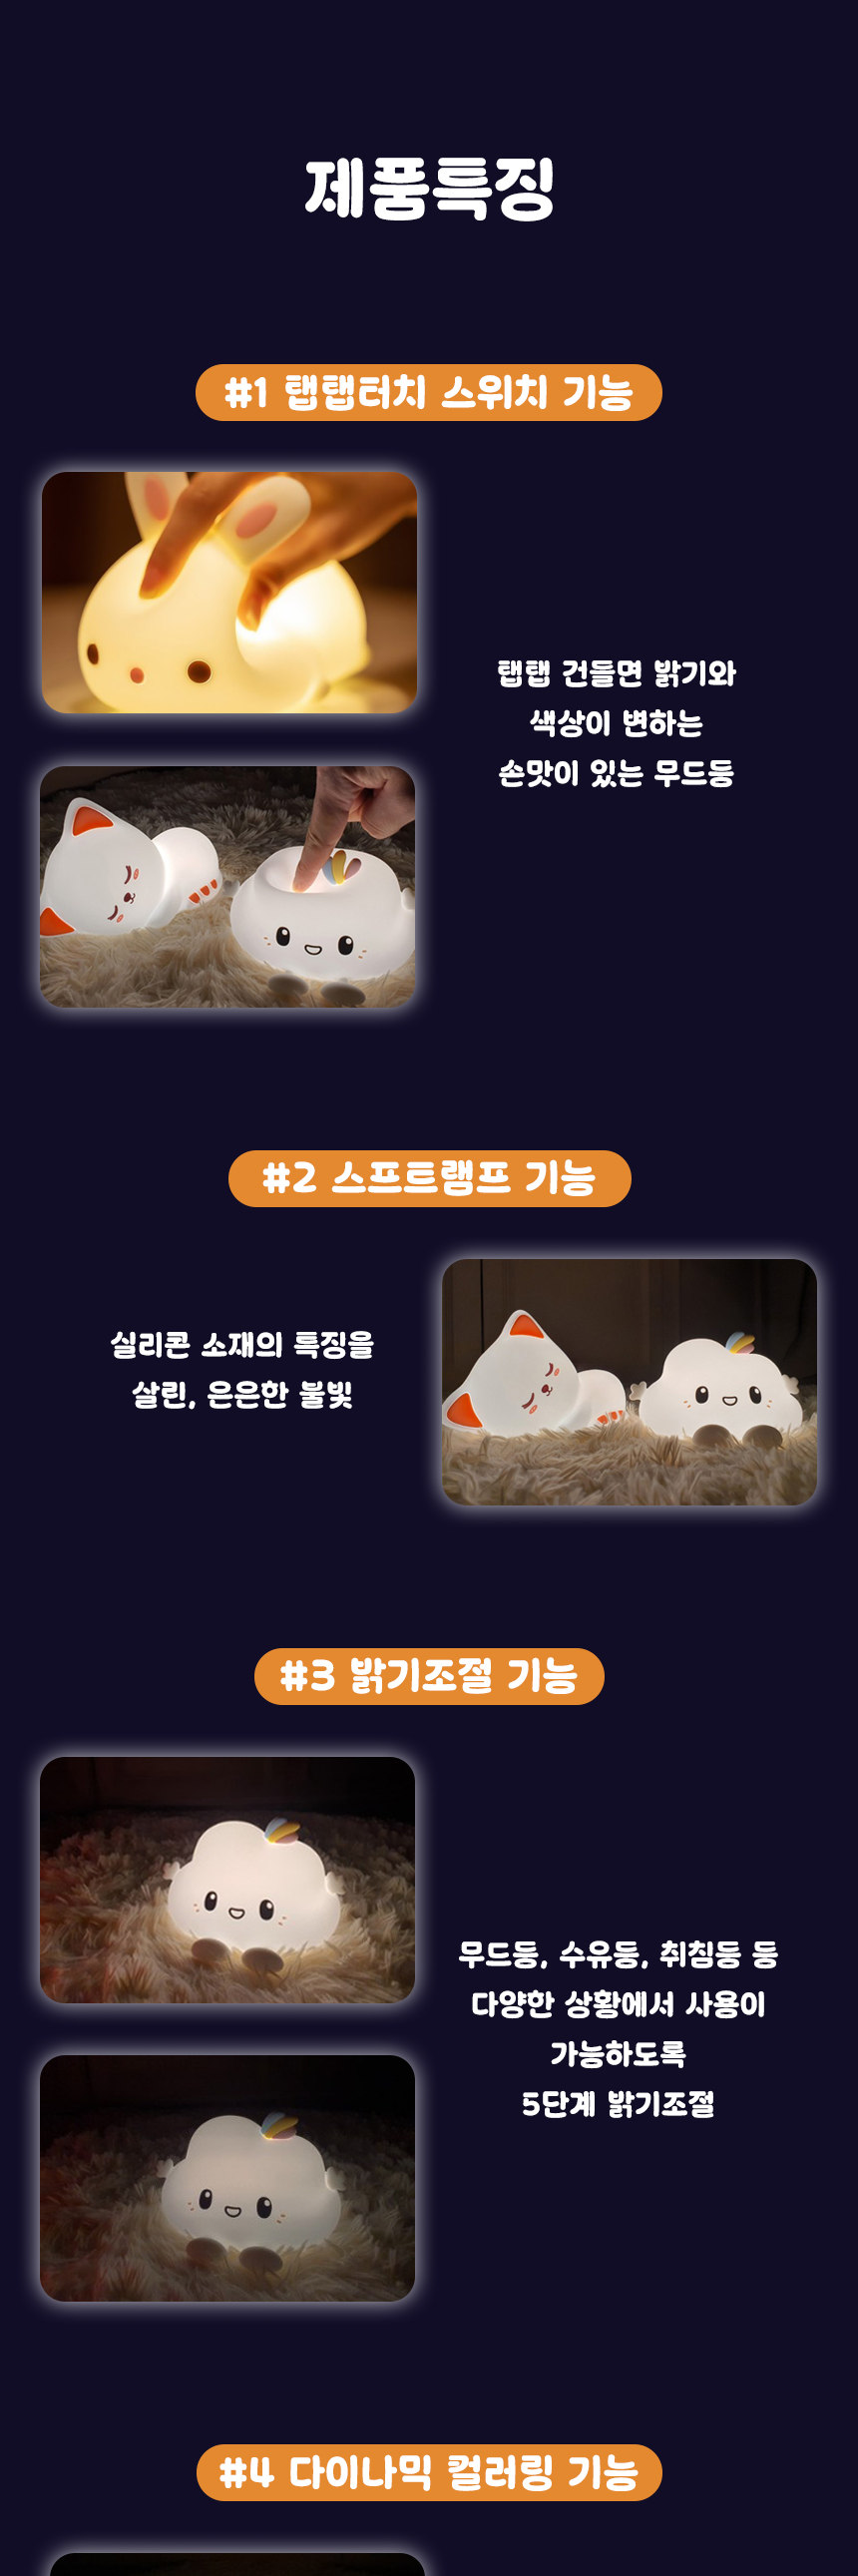 제품특징
#1 탭탭터치 스위치 기능
탭탭 건들면 밝기와
색상이 변하는
손맛이 있는 무드등
#2 스프트램프 기능
실리콘 소재의 특징을
살린, 은은한 불빛
#3 밝기조절 기능
무드등, 수유등, 취침등 등
다양한 상황에서 사용이
가능하도록
5단계 밝기조절
#4 다이나믹 컬러링 기능